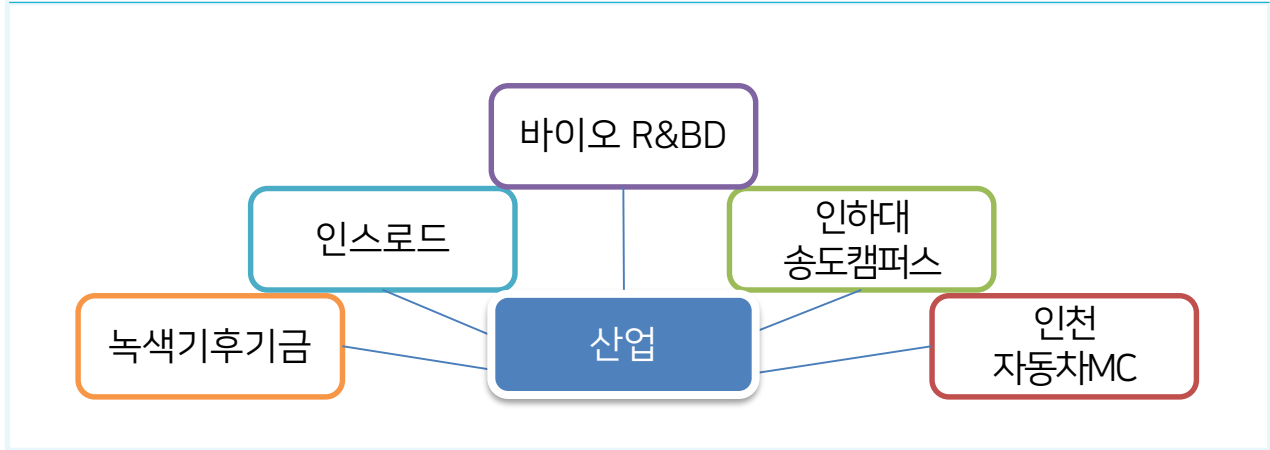 바이오 R&BD
인스로드
인하대
송도캠퍼스
녹색기후기금
산업
인천
자동차MC